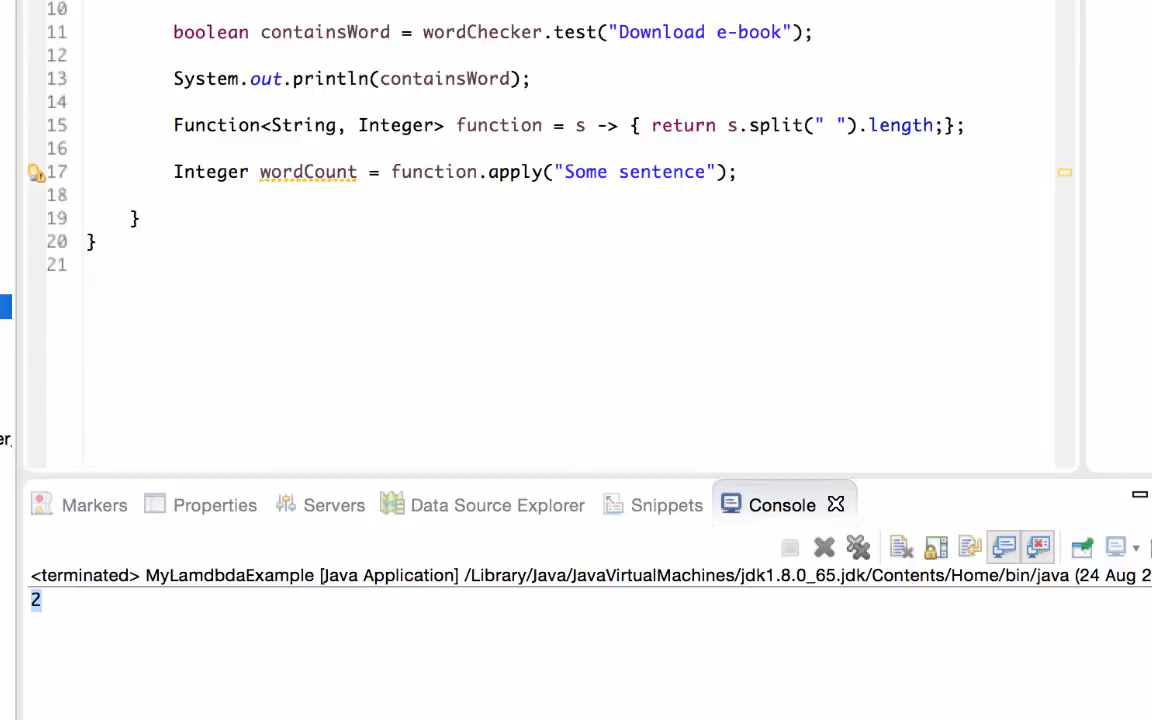 10
11 boolean containsWord = wordChecker.test("Download e-book");
12
13 System.out.println(containsWord);
14
15 Function<String, Integer> function = s -> { return s.split(" ").length;};
16
17 Integer wordCount = function.apply("Some sentence");
18
19 }
20 }
21
er
Markers Properties Servers Data Source Explorer Snippets Console
<terminated> MyLamdbdaExample [Java Application] /Library/Java/JavaVirtualMachines/jdk1.8.0_65.jdk/Contents/Home/bin/java (24 Aug 2
2